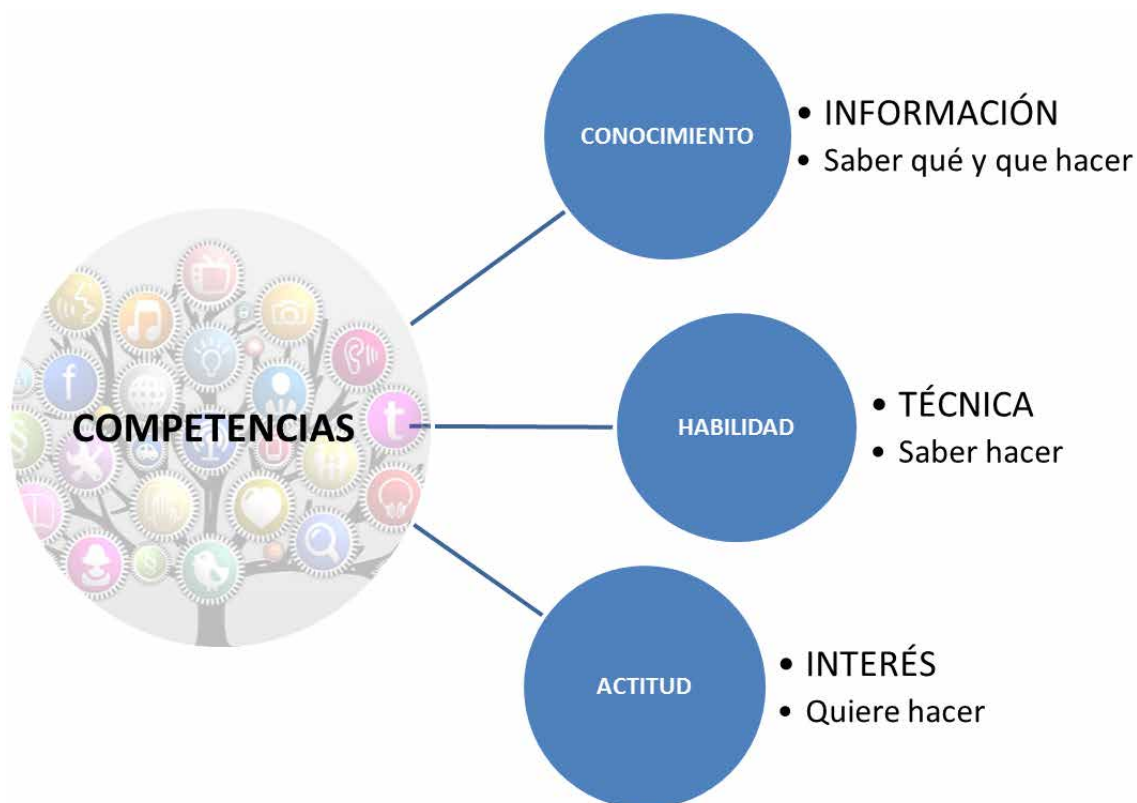 CONOCIMIENTO
• INFORMACIÓN
• Saber qué y que hacer
COMPETENCIAS
f
t
§
§
HABILIDAD
• TÉCNICA
• Saber hacer
ACTITUD
• INTERÉS
• Quiere hacer